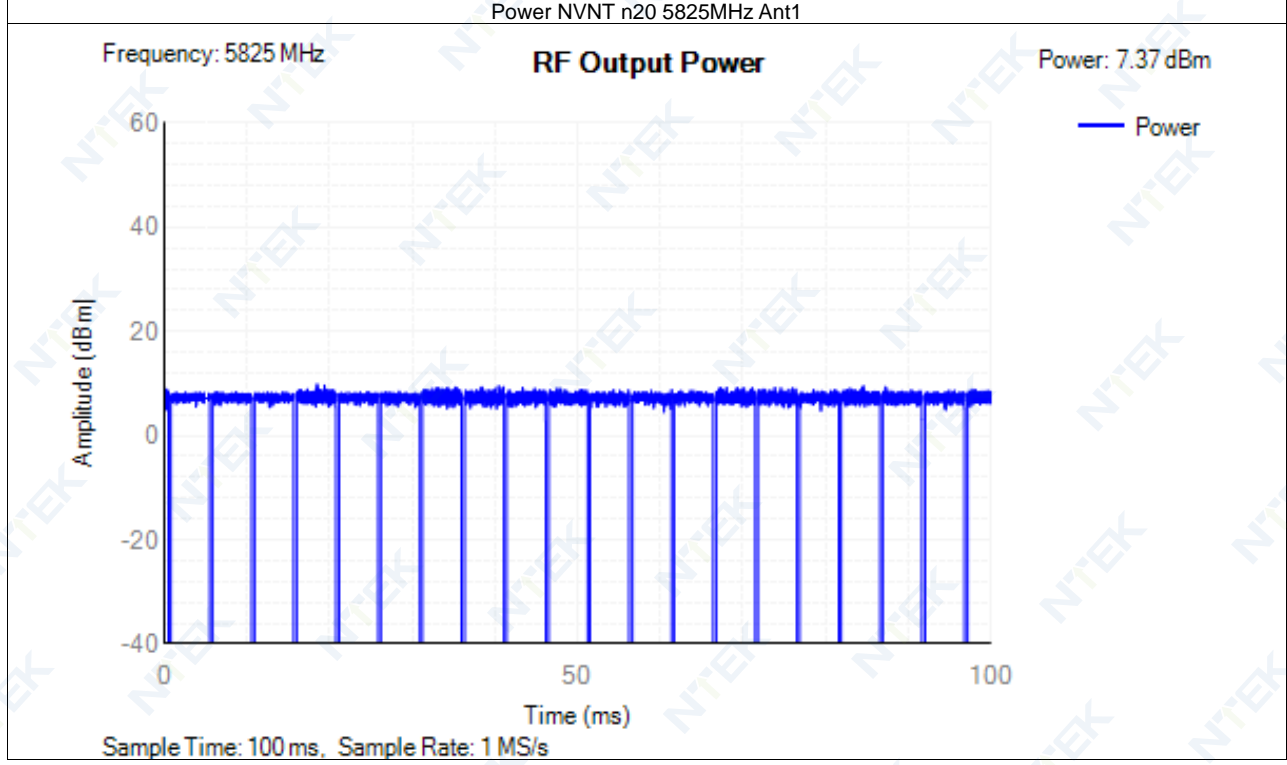 Power NVNT n20 5825MHz Ant1
Frequency: 5825 MHz
RF Output Power
Power: 7.37 dBm
Power
60
40
20
0
-20
-40
Amplitude [dBm]
0
50
100
Time (ms)
Sample Time: 100 ms, Sample Rate: 1 MS/s
NTEK